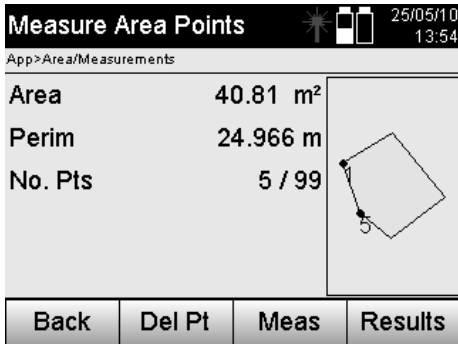 Measure Area Points
25/05/10
13:54
App>Area/Measurements
Area 40.81 m²
Perim 24.966 m
No. Pts 5 / 99
1
5
Back Del Pt Meas Results